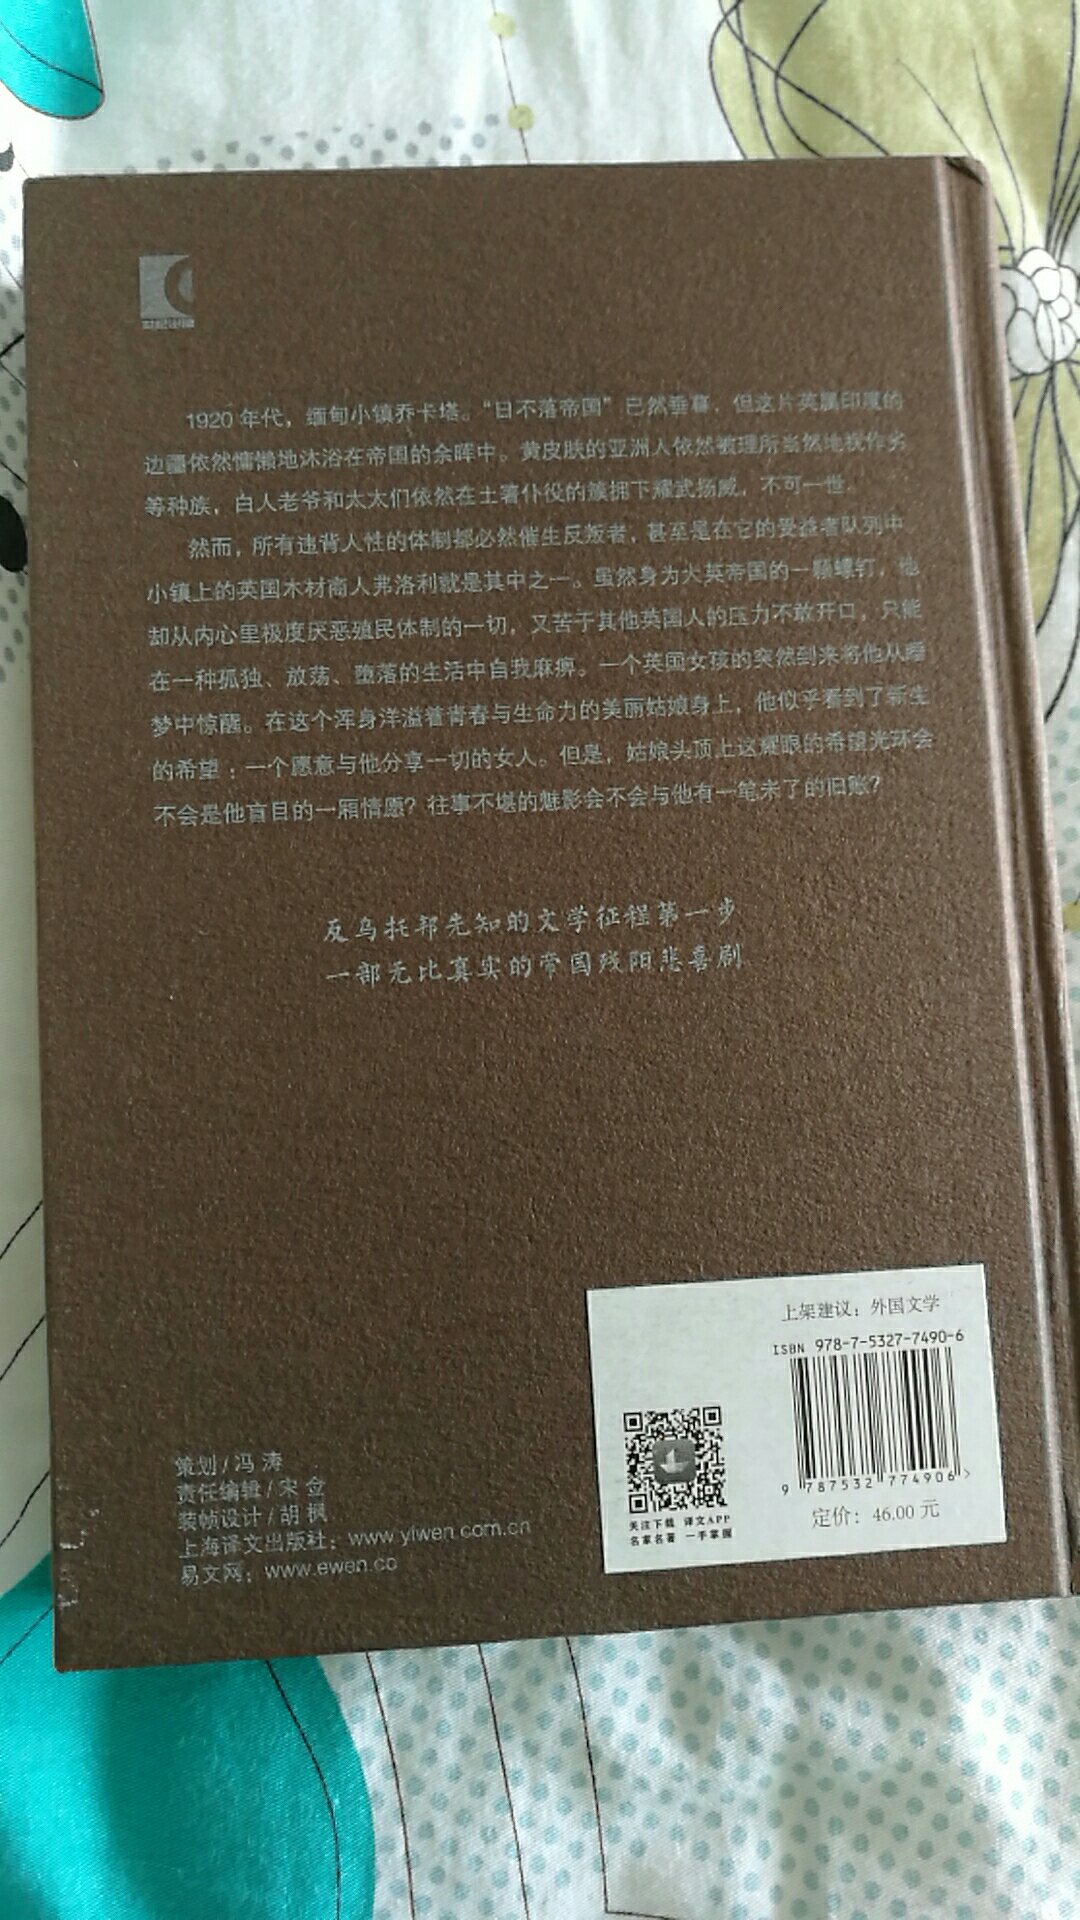 1920 年代，缅甸小镇乔卡塔。“日不落帝国”已然垂暮，但这片英属印度的
边疆依然慵懒地沐浴在帝国的余晖中。黄皮肤的亚洲人依然被理所当然地视作劣
等种族，白人老爷和太太们依然在土著仆役的簇拥下耀武扬威，不可一世。
然而，所有违背人性的体制都必然催生反叛者，甚至是在它的受益者队列中
小镇上的英国木材商人弗洛利就是其中之一。虽然身为大英帝国的一颗螺钉，他
却从内心里极度厌恶殖民体制的一切，又苦于其他英国人的压力不敢开口，只能
在一种孤独、放荡、堕落的生活中自我麻痹。一个英国女孩的突然到来将他从睡
梦中惊醒。在这个浑身洋溢着青春与生命力的美丽姑娘身上，他似乎看到了新生
的希望：一个愿意与他分享一切的女人。但是，姑娘头顶上这耀眼的希望光环会
不会是他盲目的一厢情愿？往事不堪的魅影会不会与他有一笔未了的旧账？
反乌托邦先知的文学征程第一步
一部无比真实的帝国残阳悲喜剧
上架建议：外国文学
ISBN 978-7-5327-7490-6
9 787532 774906 >
定价：46.00 元
关注下载 译文APP
名家名著 一手掌握
策划/冯 涛
责任编辑/宋 佥
装帧设计/胡 枫
上海译文出版社：www.yiwen.com.cn
易文网：www.ewen.co